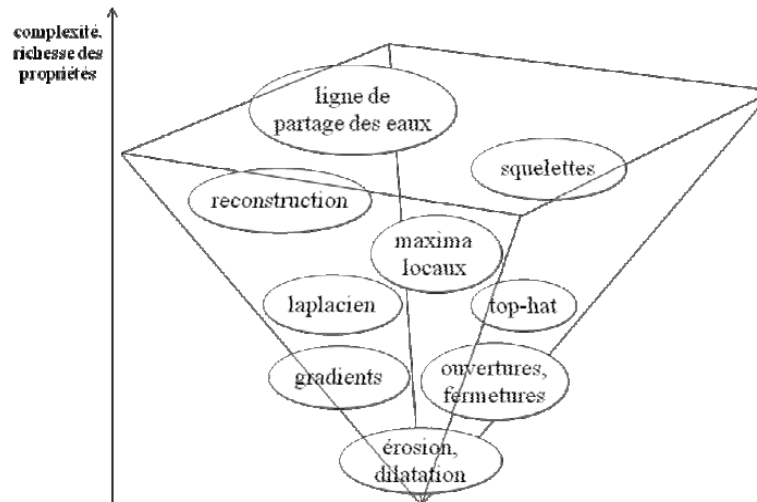 complexité,
richesse des
propriétés
ligne de
partage des eaux
squelettes
reconstruction
maxima
locaux
laplacien
top-hat
gradients
ouvertures,
fermetures
érosion,
dilatation